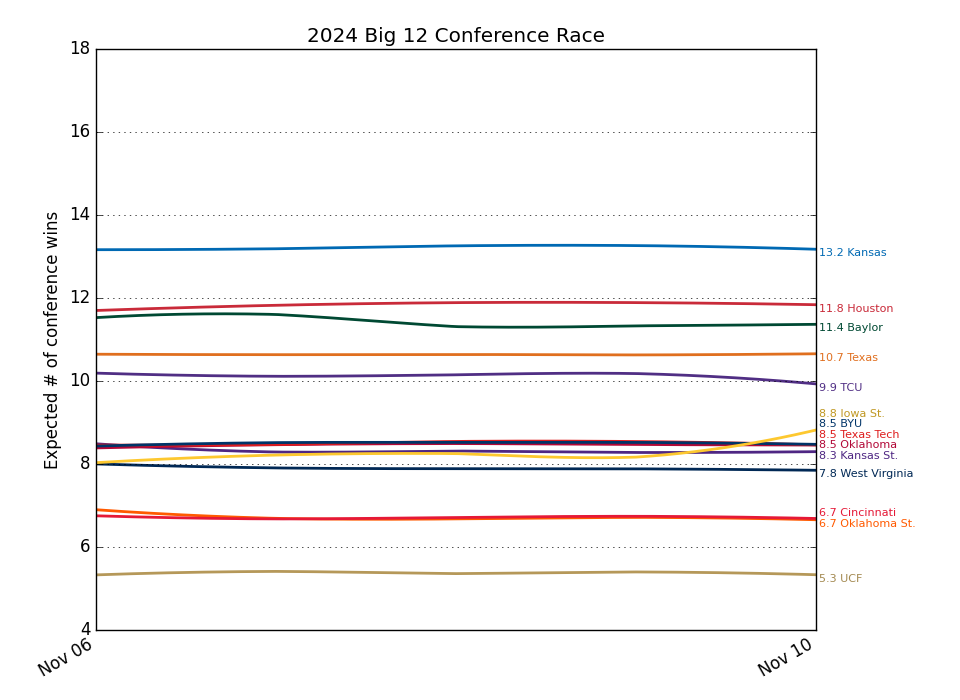 2024 Big 12 Conference Race
Expected # of conference wins
18
16
14
12
10
8
6
4
13.2 Kansas
11.8 Houston
11.4 Baylor
10.7 Texas
9.9 TCU
8.8 Iowa St.
8.5 BYU
8.5 Texas Tech
8.5 Oklahoma
8.3 Kansas St.
7.8 West Virginia
6.7 Cincinnati
6.7 Oklahoma St.
5.3 UCF
Nov 06
Nov 10